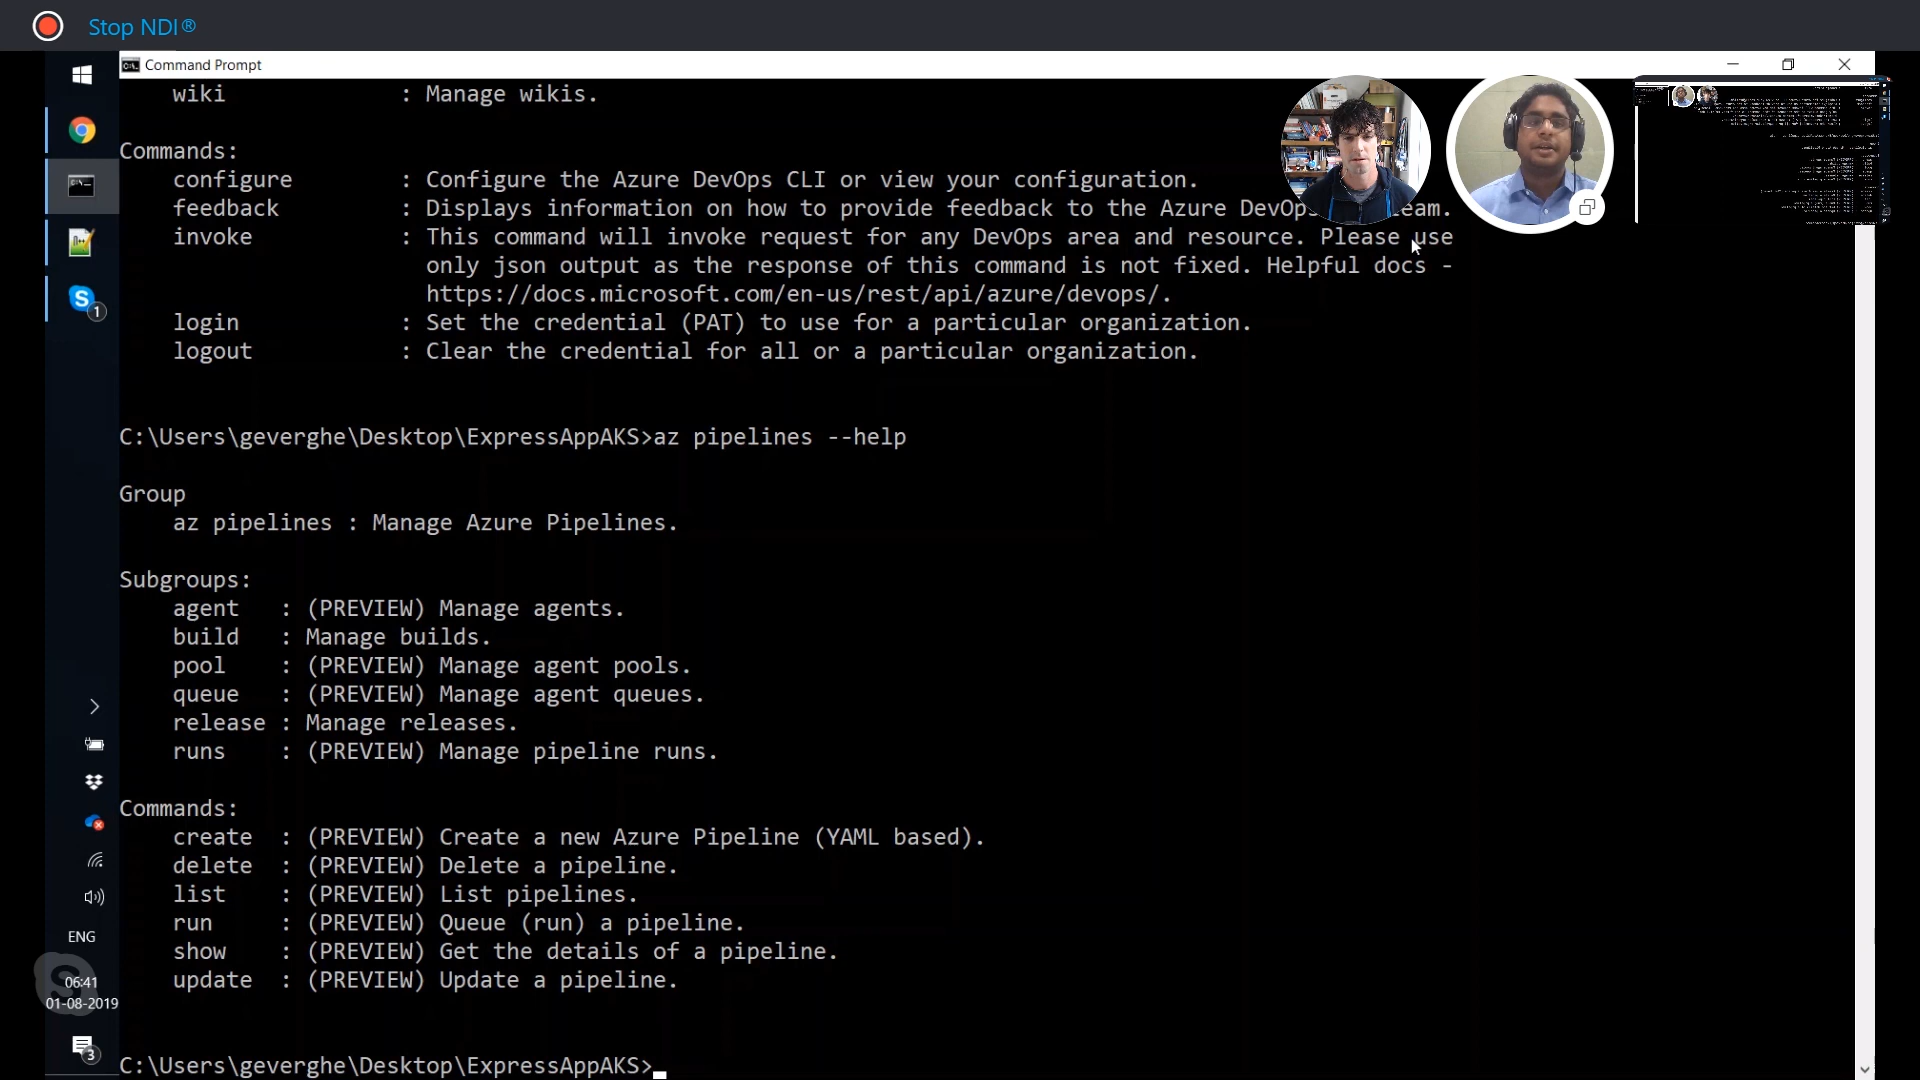 Stop NDI®
Command Prompt
wiki : Manage wikis.
Commands:
configure : Configure the Azure DevOps CLI or view your configuration.
feedback : Displays information on how to provide feedback to the Azure DevOps eam.
invoke : This command will invoke request for any DevOps area and resource. Please use
only json output as the response of this command is not fixed. Helpful docs -
https://docs.microsoft.com/en-us/rest/api/azure/devops/.
login : Set the credential (PAT) to use for a particular organization.
logout : Clear the credential for all or a particular organization.
C:\Users\geverghe\Desktop\ExpressAppAKS>az pipelines --help
Group
az pipelines : Manage Azure Pipelines.
Subgroups:
agent : (PREVIEW) Manage agents.
build : Manage builds.
pool : (PREVIEW) Manage agent pools.
queue : (PREVIEW) Manage agent queues.
release : Manage releases.
runs : (PREVIEW) Manage pipeline runs.
Commands:
create : (PREVIEW) Create a new Azure Pipeline (YAML based).
delete : (PREVIEW) Delete a pipeline.
list : (PREVIEW) List pipelines.
run : (PREVIEW) Queue (run) a pipeline.
show : (PREVIEW) Get the details of a pipeline.
update : (PREVIEW) Update a pipeline.
C:\Users\geverghe\Desktop\ExpressAppAKS>
1
ENG
06:41
01-08-2019
3